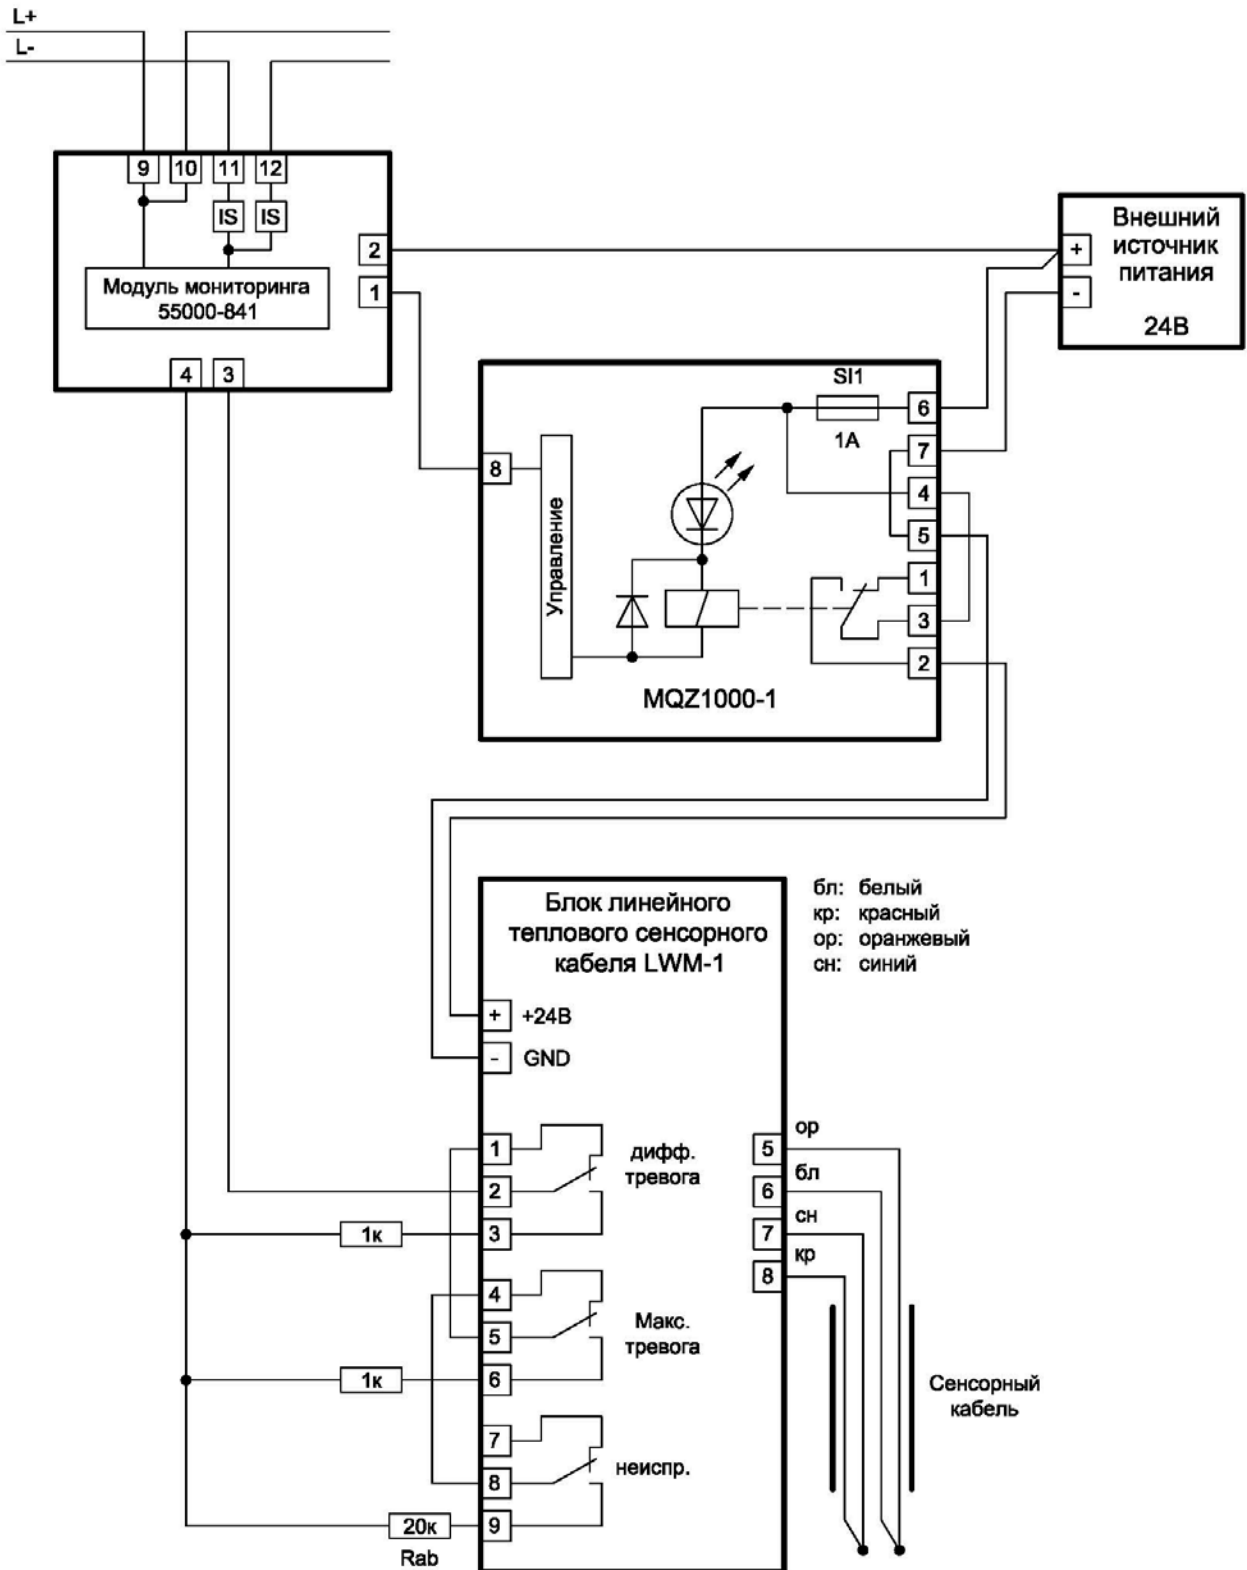 L+
L-
9 10 11 12
IS IS
2
1
Модуль мониторинга
55000-841
4 3
Внешний
источник
питания
24В
+
-
SI1
1А
6
7
4
5
1
3
2
8
Управление
MQZ1000-1
Блок линейного
теплового сенсорного
кабеля LWM-1
бл: белый
кр: красный
ор: оранжевый
сн: синий
+ +24В
- GND
1
2
3
дифф.
тревога
1к
4
5
6
Макс.
тревога
1к
7
8
9
неиспр.
20к
Rab
5 ор
6 бл
7 сн
8 кр
Сенсорный
кабель